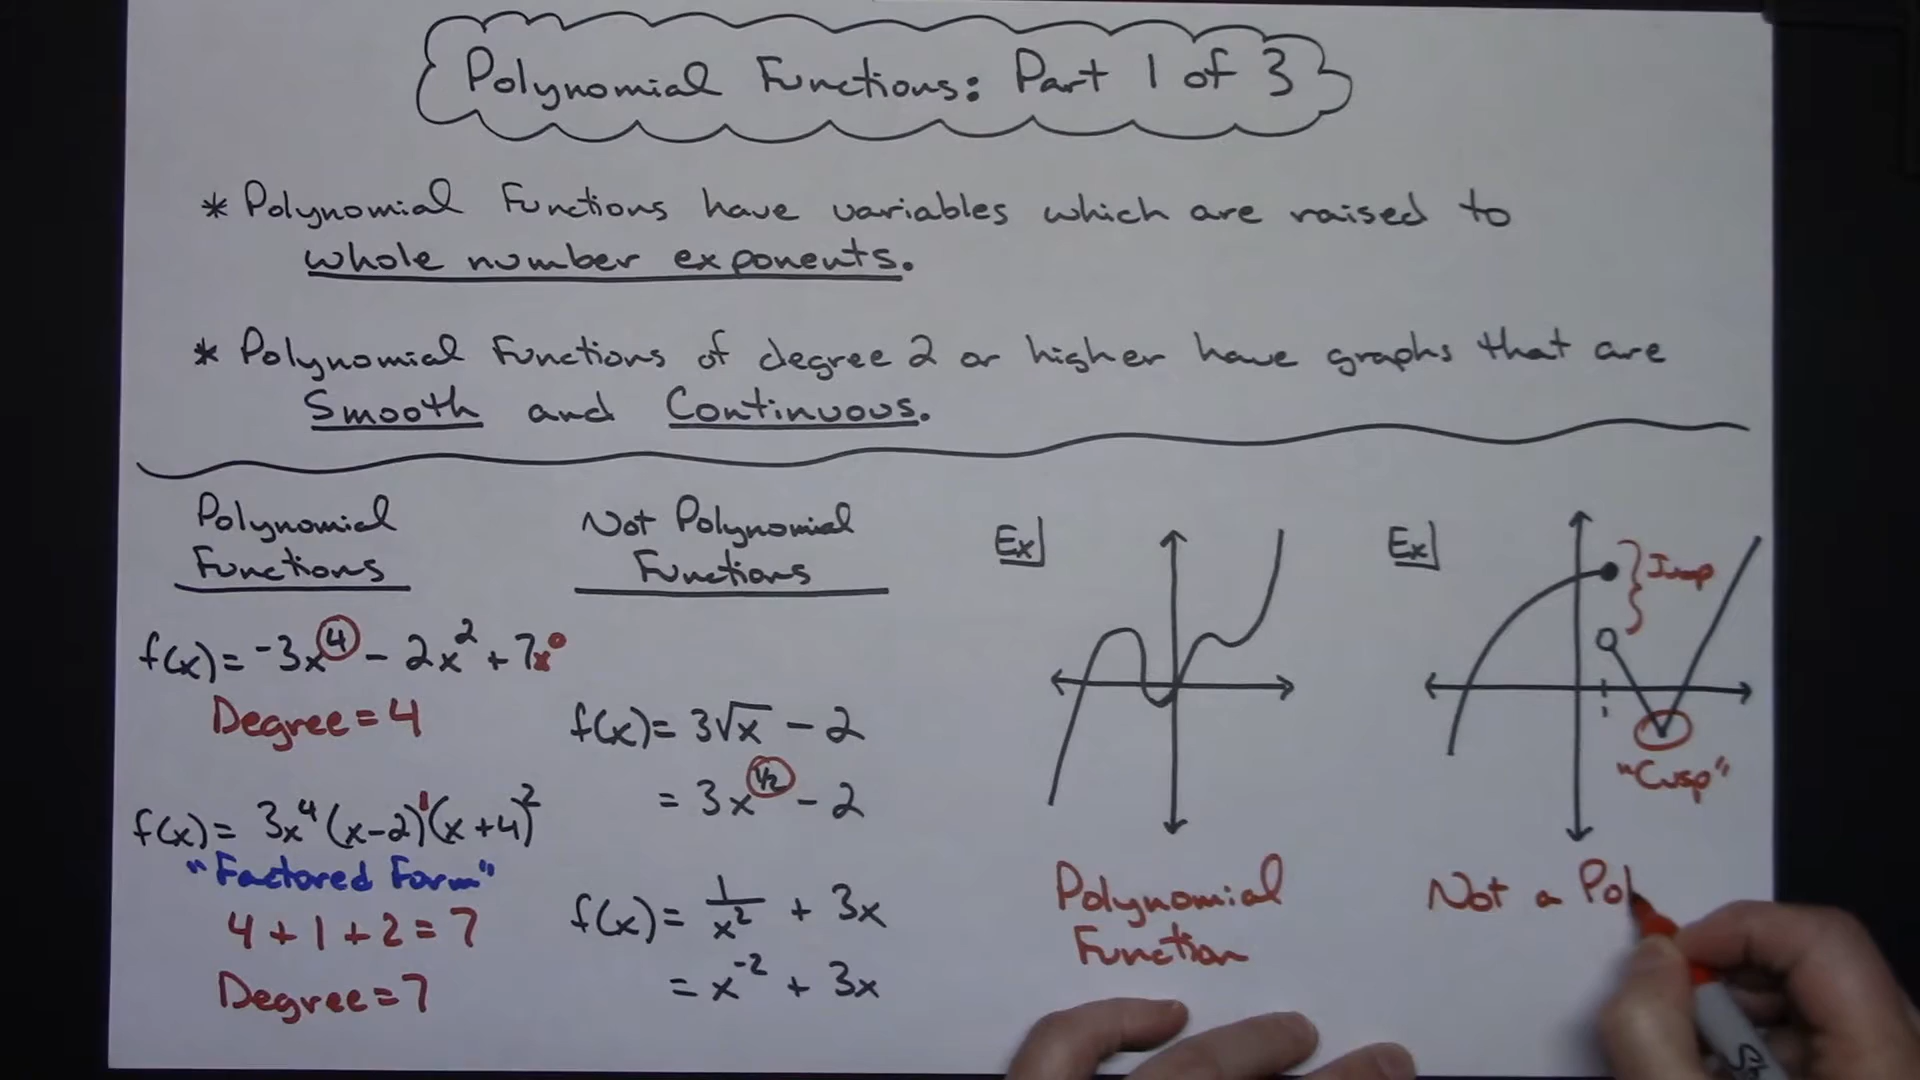 Polynomial Functions: Part 1 of 3
* Polynomial Functions have variables which are raised to
whole number exponents.
* Polynomial Functions of degree 2 or higher have graphs that are
Smooth and Continuous.
Polynomial
Functions
f(x) = -3x⁴ - 2x² + 7x⁰
Degree = 4
f(x) = 3x⁴(x-2)¹(x+4)²
"Factored Form"
4 + 1 + 2 = 7
Degree = 7
Not Polynomial
Functions
f(x) = 3√x - 2
= 3x^(1/2) - 2
f(x) = 1/x² + 3x
= x⁻² + 3x
Ex]
Polynomial
Function
Ex]
Jump
"Cusp"
Not a Pol